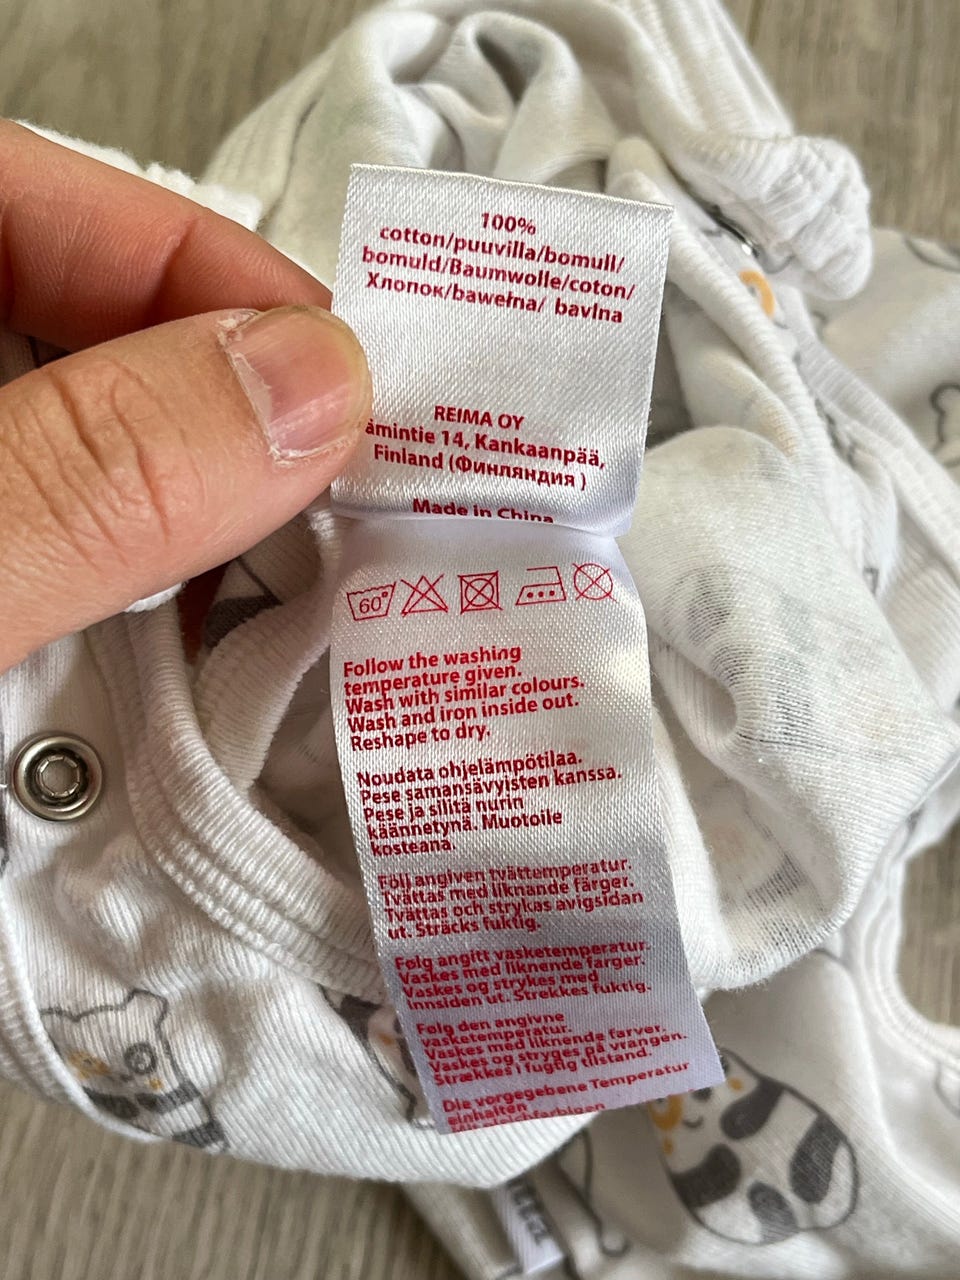 100%
cotton/puuvilla/bomull/
bomuld/Baumwolle/coton/
Хлопок/bawełna/ bavlna
REIMA OY
ämintie 14, Kankaanpää,
Finland (Финляндия )
Made in China
60°
Follow the washing
temperature given.
Wash with similar colours.
Wash and iron inside out.
Reshape to dry.
Noudata ohjelämpötilaa.
Pese samansävyisten kanssa.
Pese ja silitä nurin
käännetynä. Muotoile
kosteana.
Följ angiven tvättemperatur.
Tvättas med liknande färger.
Tvättas och strykas avigsidan
ut. Sträcks fuktig.
Følg angitt vasketemperatur.
Vaskes med liknende farger.
Vaskes og strykes med
innsiden ut. Strekkes fuktig.
Følg den angivne
vasketemperatur.
Vaskes med liknende farver.
Vaskes og stryges på vrangen.
Strækkes i fugtig tilstand.
Die vorgegebene Temperatur
einhalten
Mit gleichfarbigen